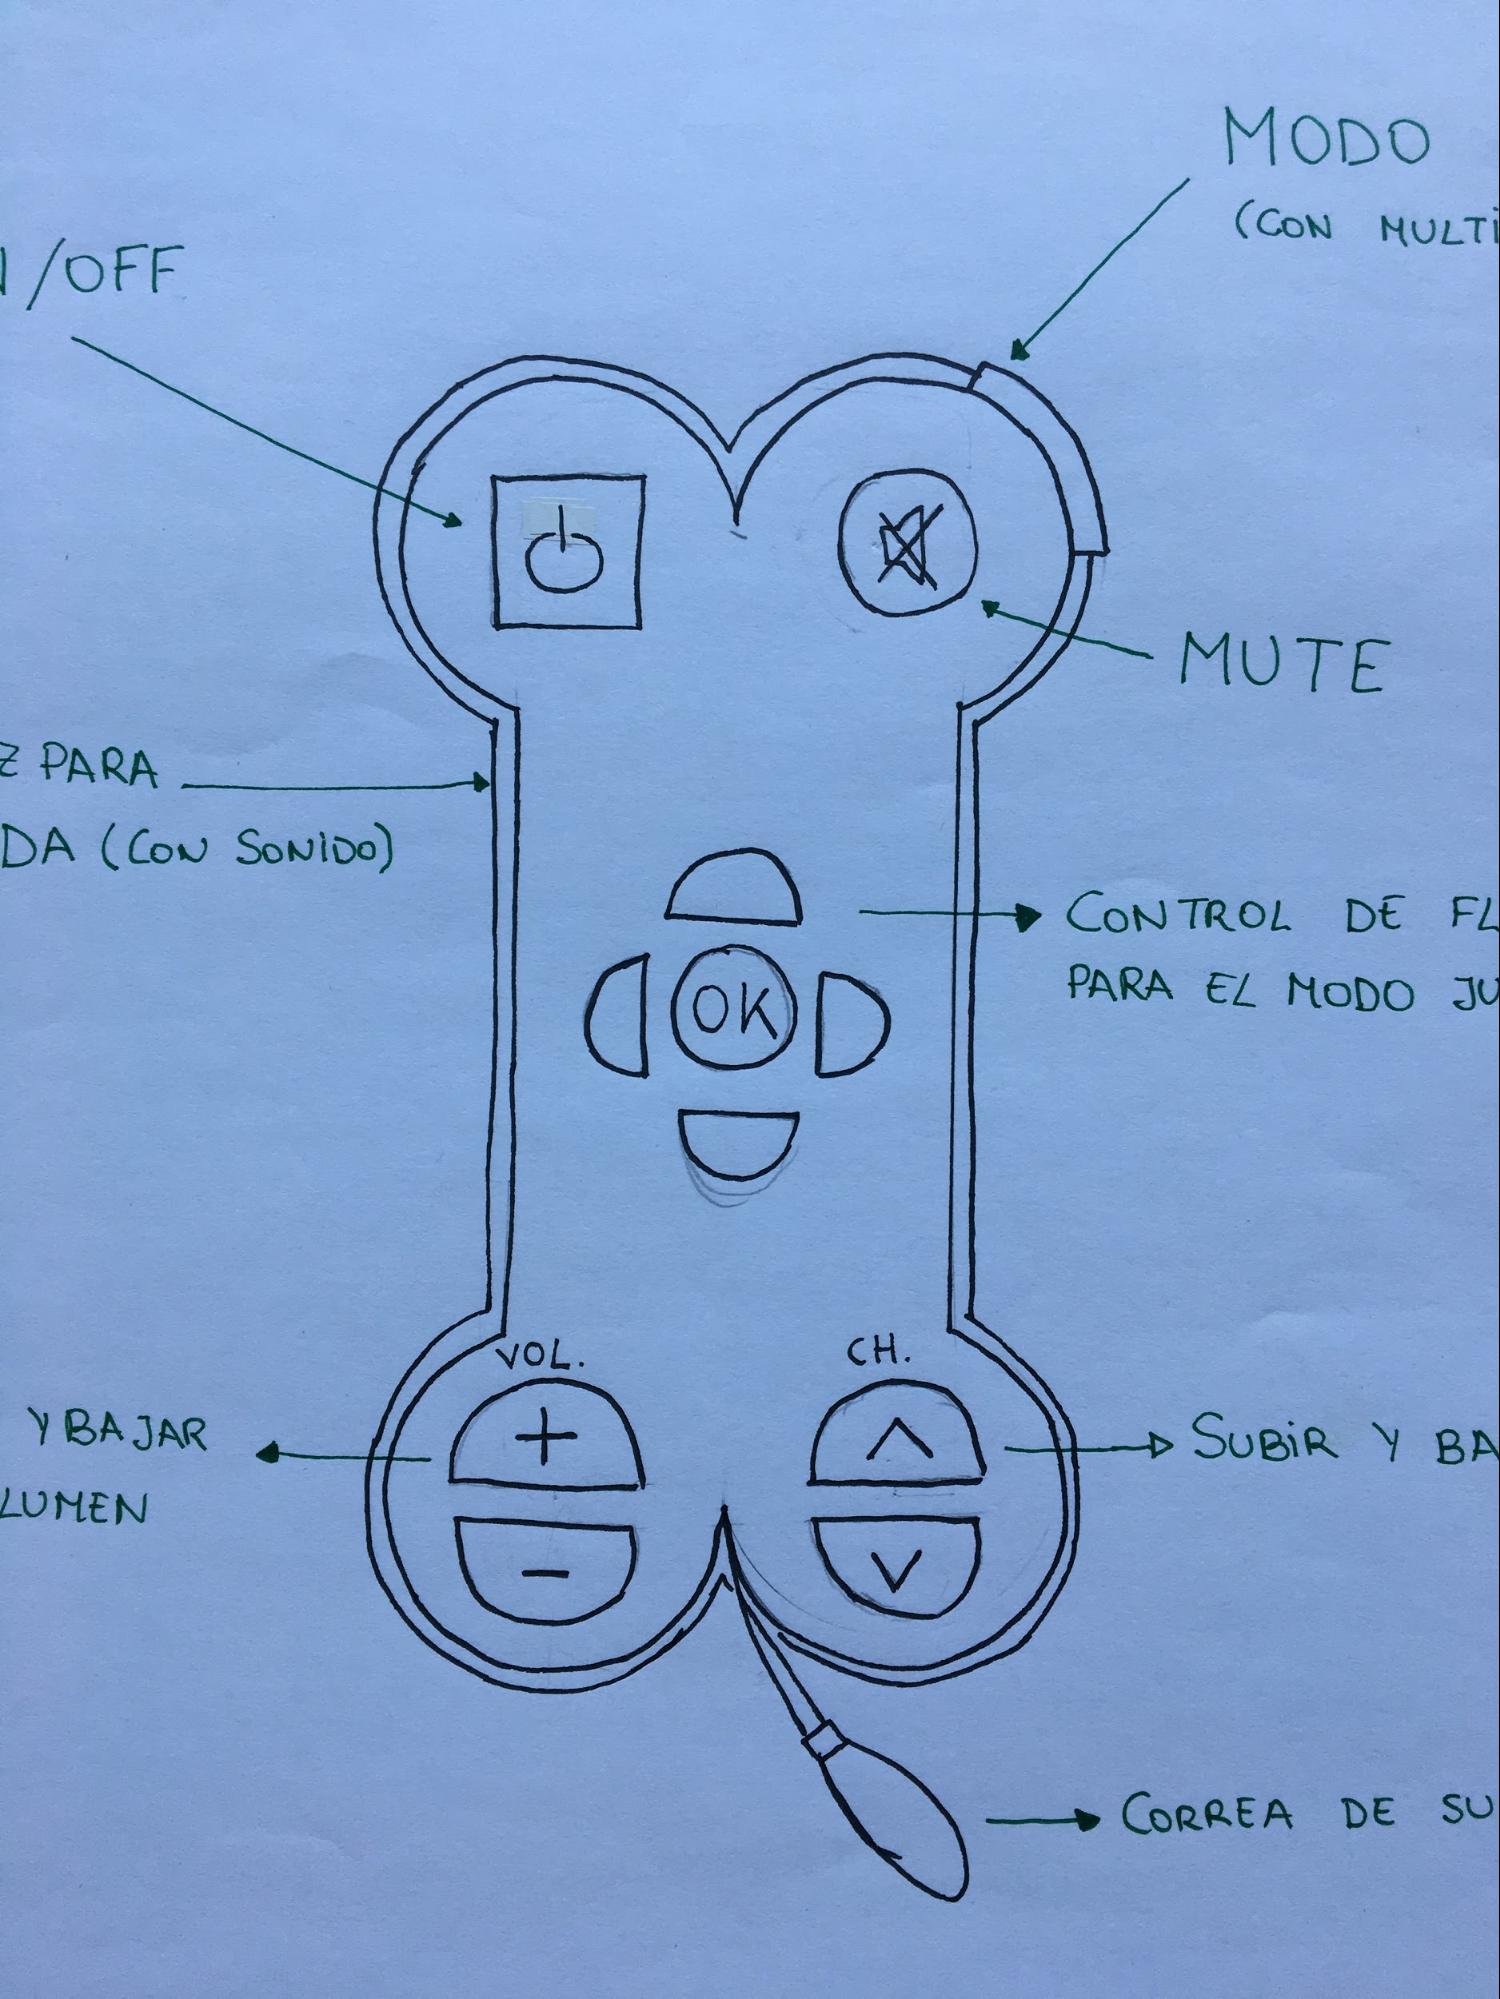 MODO
(CON MULTI
/OFF
MUTE
Z PARA
DA (CON SONIDO)
CONTROL DE FL
PARA EL MODO JU
OK
VOL.
CH.
+
^
Y BAJAR
LUMEN
SUBIR Y BA
-
v
CORREA DE SU